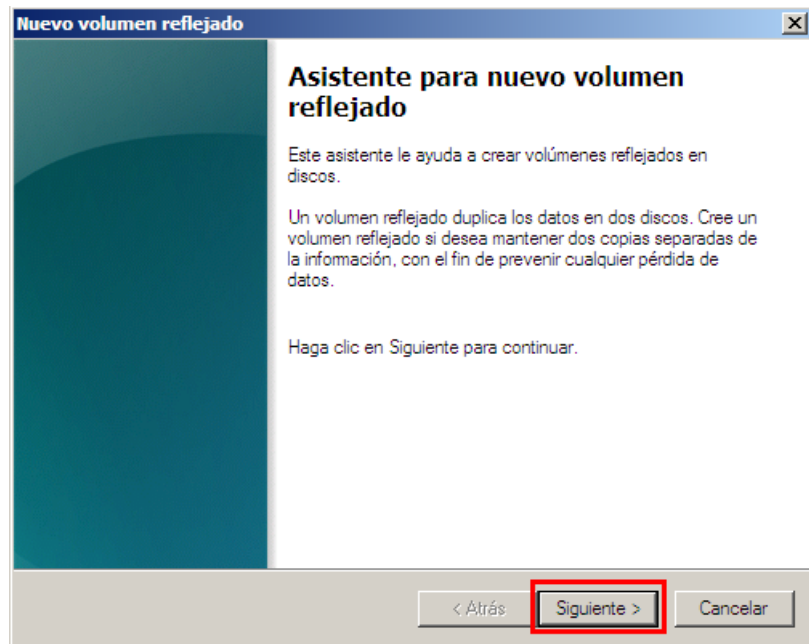 Nuevo volumen reflejado
Asistente para nuevo volumen
reflejado
Este asistente le ayuda a crear volúmenes reflejados en
discos.
Un volumen reflejado duplica los datos en dos discos. Cree un
volumen reflejado si desea mantener dos copias separadas de
la información, con el fin de prevenir cualquier pérdida de
datos.
Haga clic en Siguiente para continuar.
< Atrás Siguiente > Cancelar